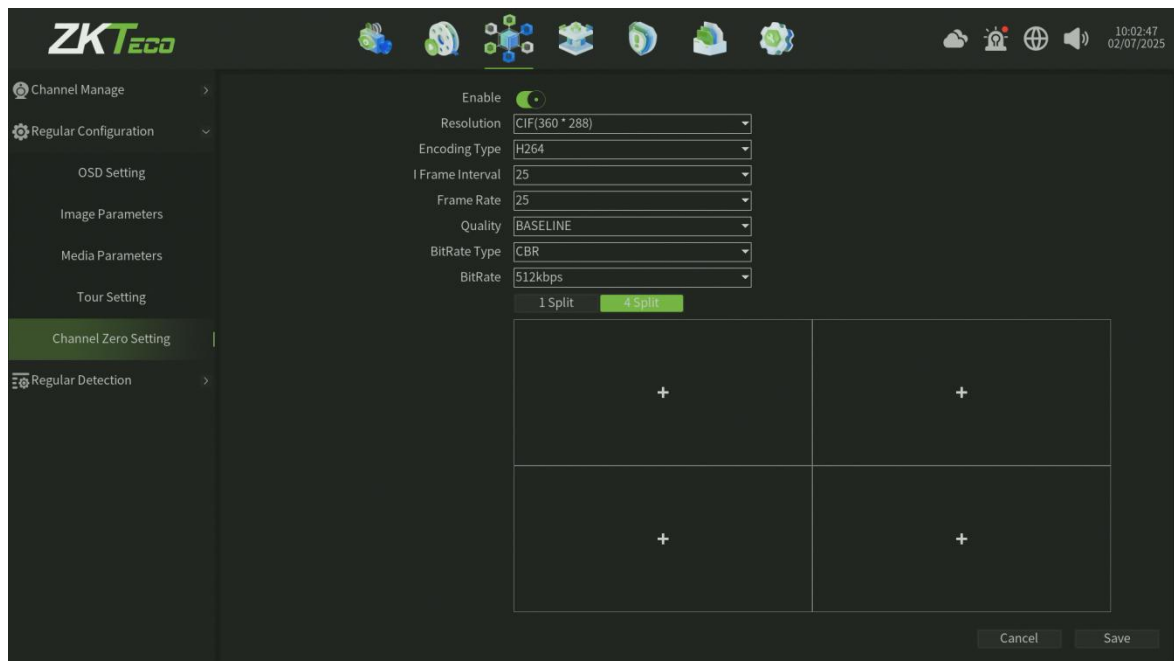 ZKTeco
10:02:47
02/07/2025
Channel Manage
Regular Configuration
OSD Setting
Image Parameters
Media Parameters
Tour Setting
Channel Zero Setting
Regular Detection
Enable
Resolution CIF(360 * 288)
Encoding Type H264
I Frame Interval 25
Frame Rate 25
Quality BASELINE
BitRate Type CBR
BitRate 512kbps
1 Split 4 Split
+ +
+ +
Cancel Save